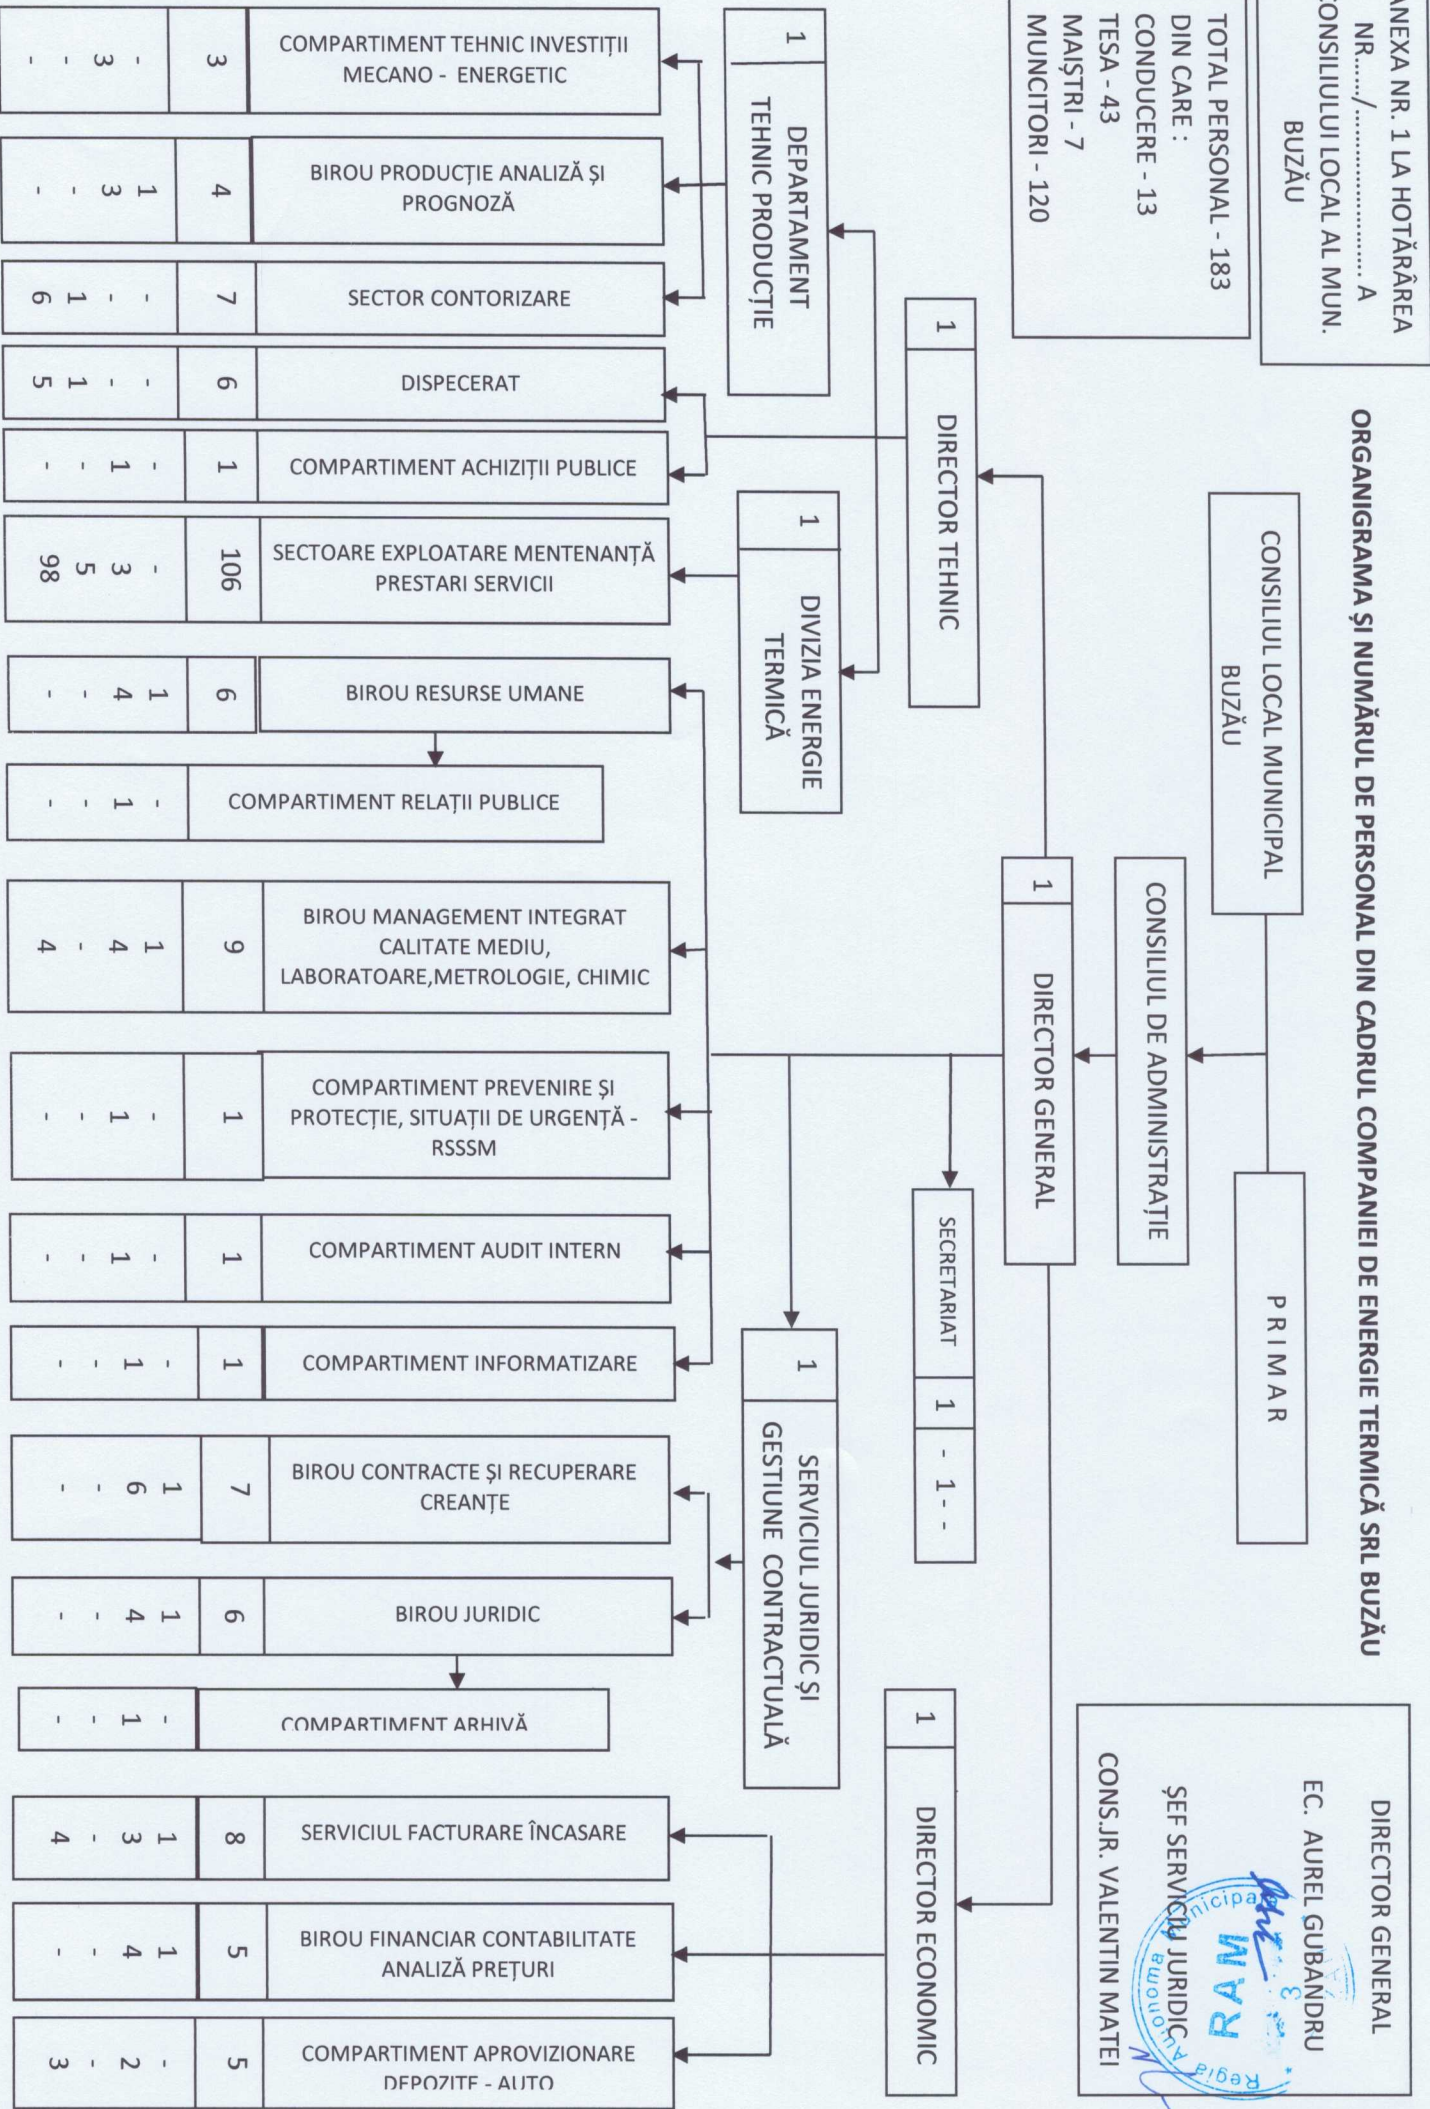 ANEXA NR. 1 LA HOTĂRÂREA
NR....../........................ A
CONSILIULUI LOCAL AL MUN.
BUZĂU
TOTAL PERSONAL - 183
DIN CARE :
CONDUCERE - 13
TESA - 43
MAIȘTRI - 7
MUNCITORI - 120
ORGANIGRAMA ȘI NUMĂRUL DE PERSONAL DIN CADRUL COMPANIEI DE ENERGIE TERMICĂ SRL BUZĂU
DIRECTOR GENERAL
EC. AUREL GUBANDRU
ȘEF SERVICIU JURIDIC
CONS.JR. VALENTIN MATEI
Regia Autonoma Municipala
RAM
CONSILIUL LOCAL MUNICIPAL
BUZĂU
P R I M A R
CONSILIUL DE ADMINISTRAȚIE
1 DIRECTOR GENERAL
1 DIRECTOR TEHNIC
SECRETARIAT 1 - 1 - -
1 DIRECTOR ECONOMIC
1 DEPARTAMENT
TEHNIC PRODUCȚIE
1 DIVIZIA ENERGIE
TERMICĂ
1 SERVICIUL JURIDIC ȘI
GESTIUNE CONTRACTUALĂ
COMPARTIMENT TEHNIC INVESTIȚII
MECANO - ENERGETIC
3
- 3 - -
BIROU PRODUCȚIE ANALIZĂ ȘI
PROGNOZĂ
4
1 3 - -
SECTOR CONTORIZARE
7
- - 1 6
DISPECERAT
6
- - 1 5
COMPARTIMENT ACHIZIȚII PUBLICE
1
- 1 - -
SECTOARE EXPLOATARE MENTENANȚĂ
PRESTARI SERVICII
106
- 3 5 98
BIROU RESURSE UMANE
6
1 4 - -
COMPARTIMENT RELAȚII PUBLICE
- 1 - -
BIROU MANAGEMENT INTEGRAT
CALITATE MEDIU,
LABORATOARE,METROLOGIE, CHIMIC
9
1 4 - 4
COMPARTIMENT PREVENIRE ȘI
PROTECȚIE, SITUAȚII DE URGENȚĂ -
RSSSM
1
- 1 - -
COMPARTIMENT AUDIT INTERN
1
- 1 - -
COMPARTIMENT INFORMATIZARE
1
- 1 - -
BIROU CONTRACTE ȘI RECUPERARE
CREANȚE
7
1 6 - -
BIROU JURIDIC
6
1 4 - -
COMPARTIMENT ARHIVĂ
- 1 - -
SERVICIUL FACTURARE ÎNCASARE
8
1 3 - 4
BIROU FINANCIAR CONTABILITATE
ANALIZĂ PREȚURI
5
1 4 - -
COMPARTIMENT APROVIZIONARE
DEPOZITE - AUTO
5
- 2 - 3